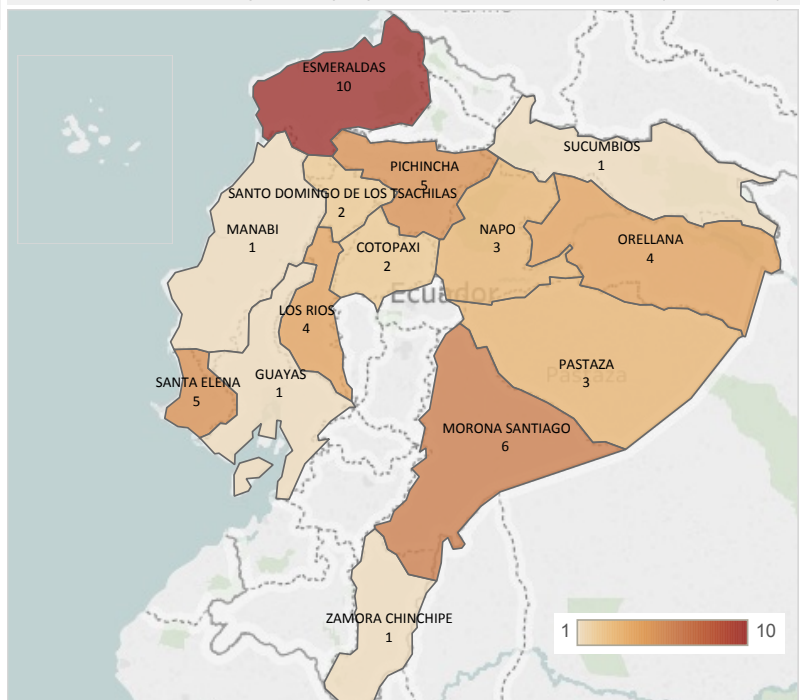 ESMERALDAS
10
SUCUMBIOS
1
PICHINCHA
5
SANTO DOMINGO DE LOS TSACHILAS
2
MANABI
1
NAPO
3
ORELLANA
4
COTOPAXI
2
Ecuador
LOS RIOS
4
PASTAZA
3
Pastaza
SANTA ELENA
5
GUAYAS
1
MORONA SANTIAGO
6
ZAMORA CHINCHIPE
1
1
10